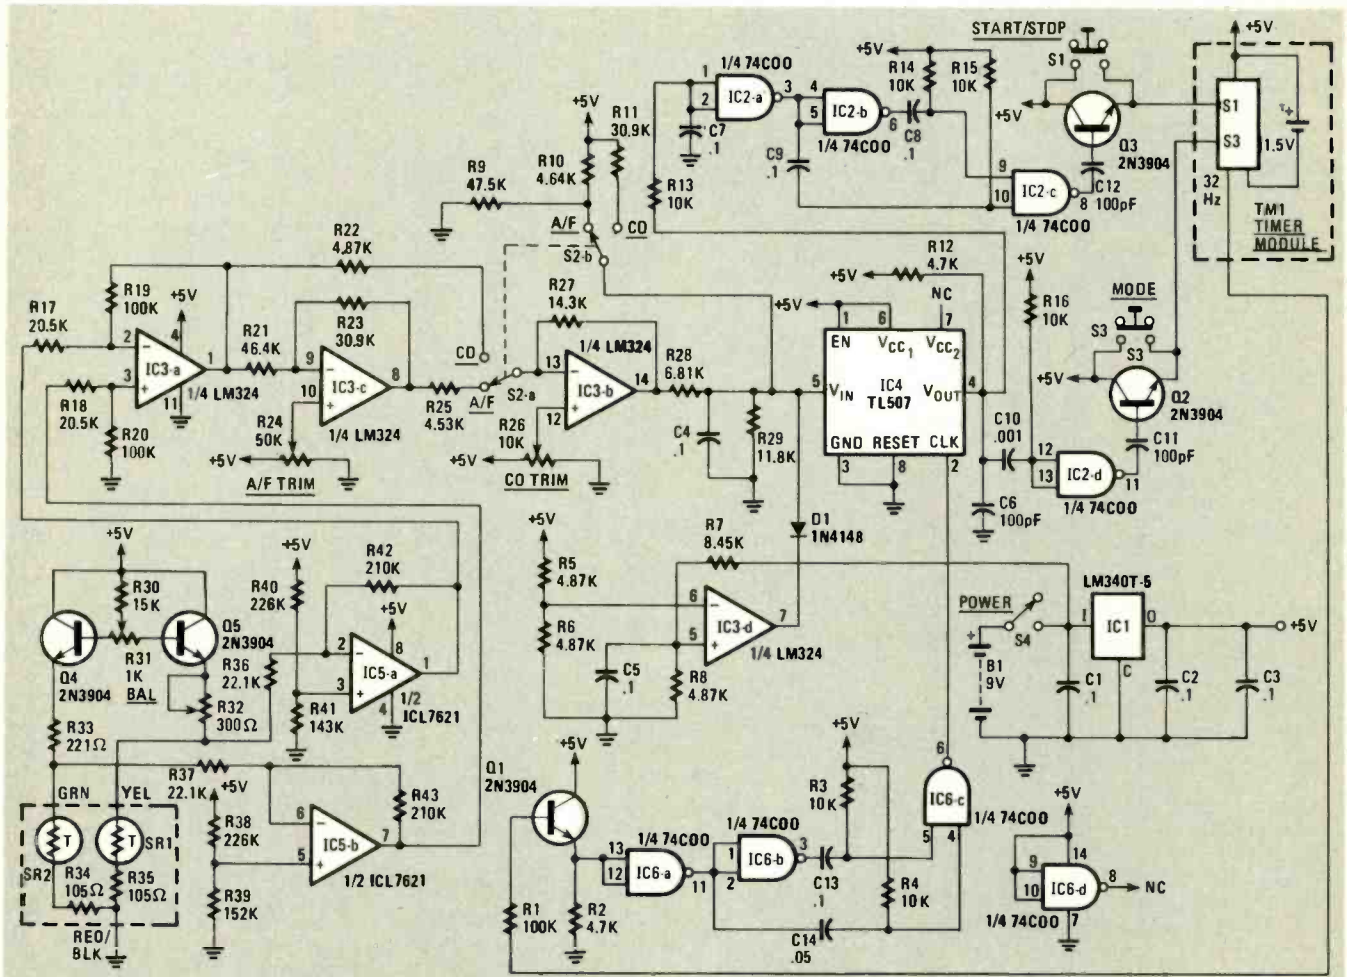 START/STOP
S1
+5V
+5V
Q3
2N3904
S1
S3
1.5V
32
Hz
TM1
TIMER
MODULE
1/4 74C00
1
2
IC2-a
3
C7
.1
4
5
IC2-b
6
1/4 74C00
+5V
R14
10K
R15
10K
C8
.1
C9
.1
9
10
IC2-c
8
1/4 74C00
C12
100pF
R13
10K
+5V
R11
30.9K
R10
4.64K
R9
47.5K
A/F
CO
S2-b
R22
4.87K
R19
100K
+5V
R17
20.5K
2
3
4
IC3-a
1
11
1/4 LM324
R18
20.5K
R20
100K
R21
46.4K
R23
30.9K
9
10
IC3-c
8
1/4 LM324
R24
50K
+5V
A/F TRIM
R25
4.53K
CO
A/F
S2-a
R27
14.3K
1/4 LM324
13
12
IC3-b
14
R26
10K
+5V
CO TRIM
R28
6.81K
C4
.1
R29
11.8K
+5V
R12
4.7K
+5V
NC
1
6
7
EN
VCC1
VCC2
5
VIN
IC4
TL507
VOUT
4
GND
RESET
CLK
3
8
2
C10
.001
C6
100pF
+5V
R16
10K
12
13
IC2-d
11
1/4 74C00
MODE
S3
S3
+5V
Q2
2N3904
C11
100pF
D1
1N4148
+5V
R5
4.87K
R6
4.87K
R7
8.45K
6
5
IC3-d
7
1/4 LM324
C5
.1
R8
4.87K
POWER
S4
B1
9V
LM340T-5
I
IC1
O
C
+5V
C1
.1
C2
.1
C3
.1
+5V
R30
15K
Q4
2N3904
R31
1K
BAL
Q5
2N3904
R36
22.1K
R32
300Ω
R33
221Ω
R40
226K
R42
210K
+5V
2
3
8
IC5-a
1
4
1/2
ICL7621
R41
143K
GRN
YEL
R37
22.1K
+5V
R38
226K
R39
152K
R43
210K
6
5
IC5-b
7
1/2 ICL7621
SR2
SR1
R34
105Ω
R35
105Ω
RED/
BLK
+5V
Q1
2N3904
R1
100K
R2
4.7K
1/4 74C00
13
12
IC6-a
11
1/4 74C00
1
2
IC6-b
3
C13
.1
+5V
R3
10K
R4
10K
C14
.05
6
IC6-c
5
4
1/4 74C00
+5V
9
10
14
IC6-d
8
NC
1/4 74C00
7